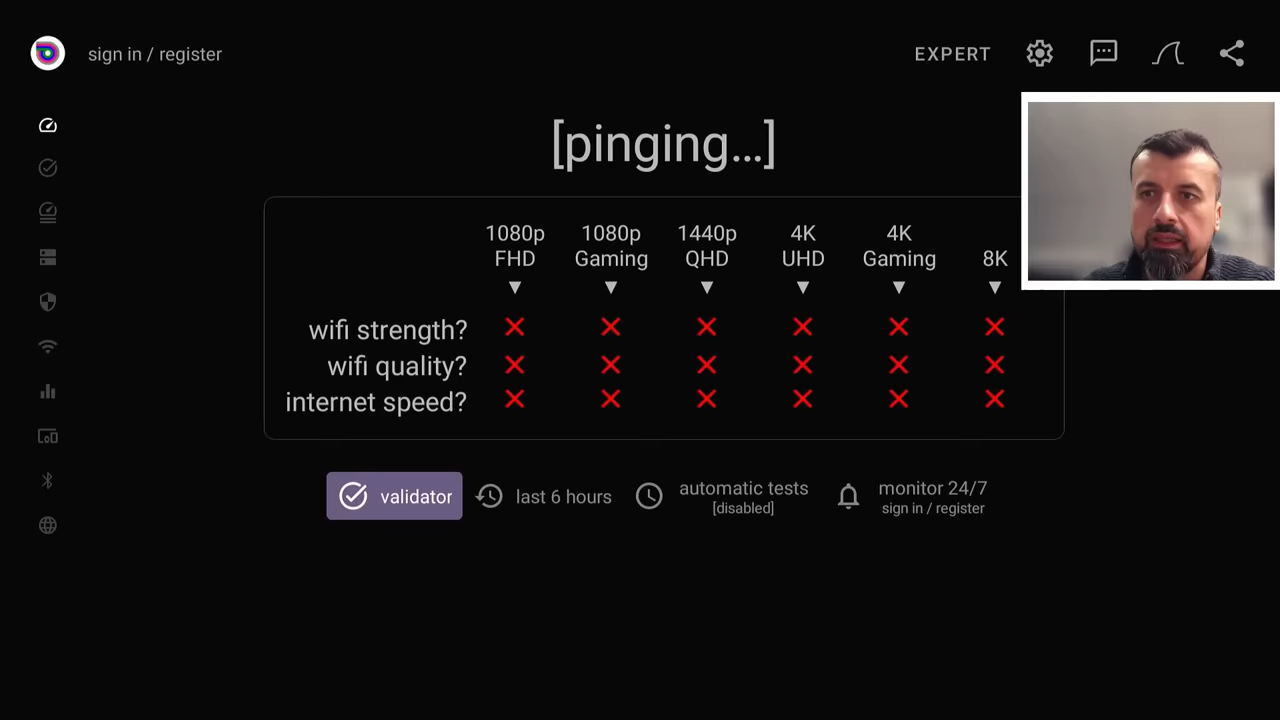 sign in / register
EXPERT
[pinging...]
1080p FHD
1080p Gaming
1440p QHD
4K UHD
4K Gaming
8K
wifi strength?
wifi quality?
internet speed?
validator
last 6 hours
automatic tests
[disabled]
monitor 24/7
sign in / register